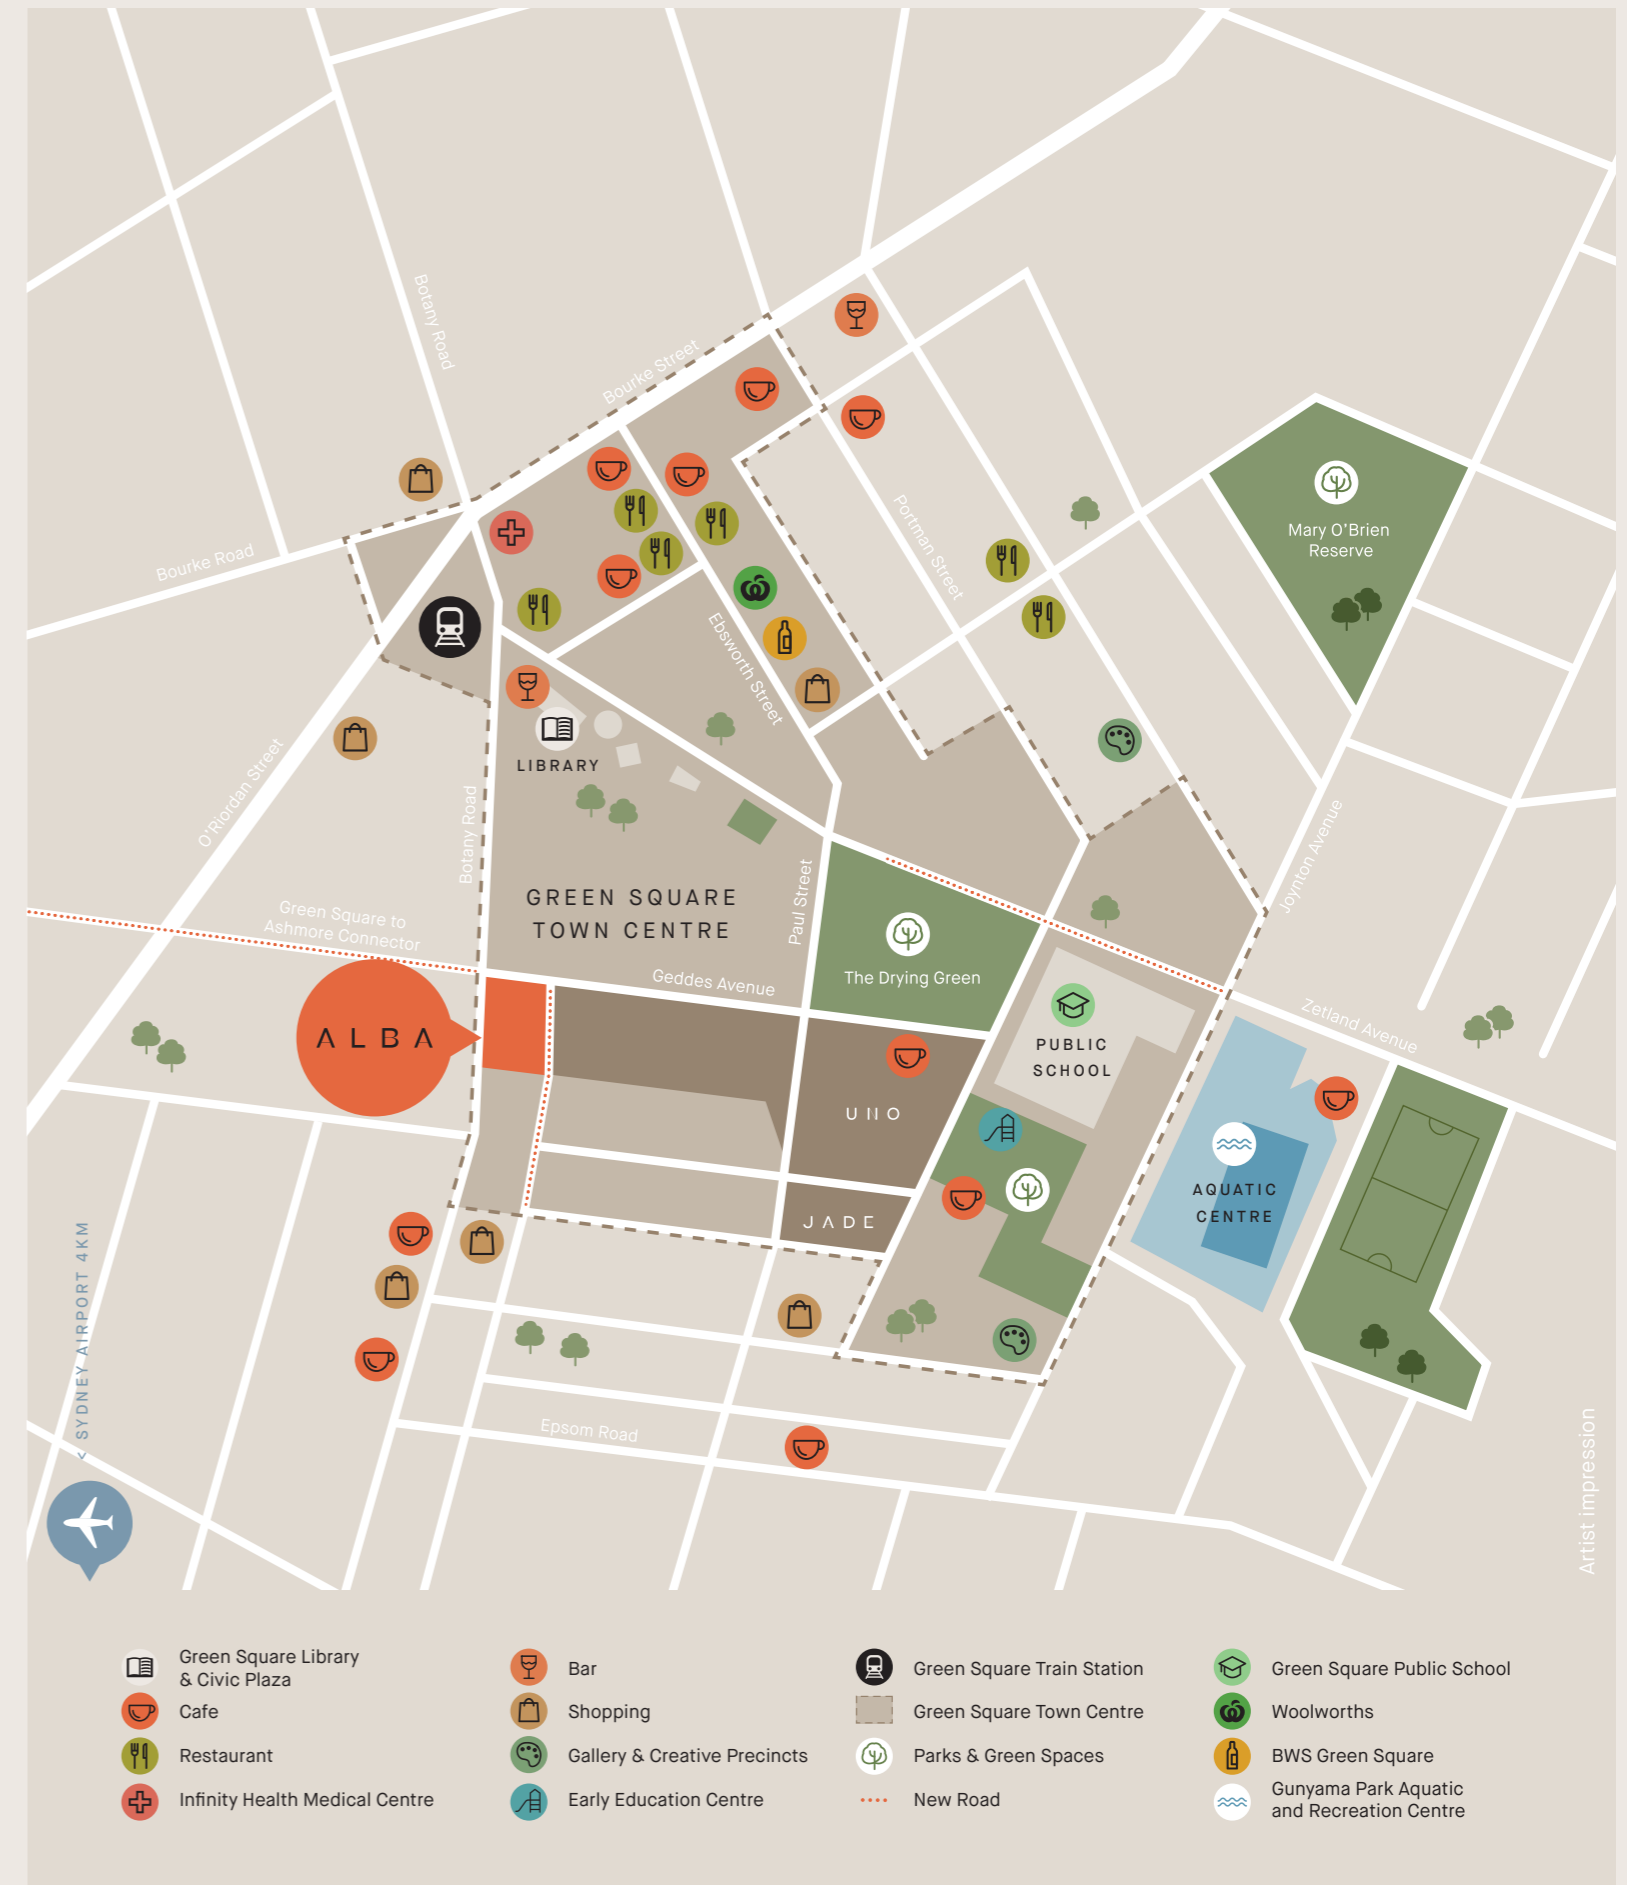 Botany Road
Bourke Street
Bourke Road
Portman Street
Mary O'Brien
Reserve
Ebsworth Street
O'Riordan Street
LIBRARY
Botany Road
Joynton Avenue
GREEN SQUARE
TOWN CENTRE
Paul Street
Green Square to
Ashmore Connector
The Drying Green
Geddes Avenue
Zetland Avenue
ALBA
PUBLIC
SCHOOL
UNO
AQUATIC
CENTRE
JADE
< SYDNEY AIRPORT 4KM
Epsom Road
Artist impression
Green Square Library
& Civic Plaza
Cafe
Restaurant
Infinity Health Medical Centre
Bar
Shopping
Gallery & Creative Precincts
Early Education Centre
Green Square Train Station
Green Square Town Centre
Parks & Green Spaces
New Road
Green Square Public School
Woolworths
BWS Green Square
Gunyama Park Aquatic
and Recreation Centre